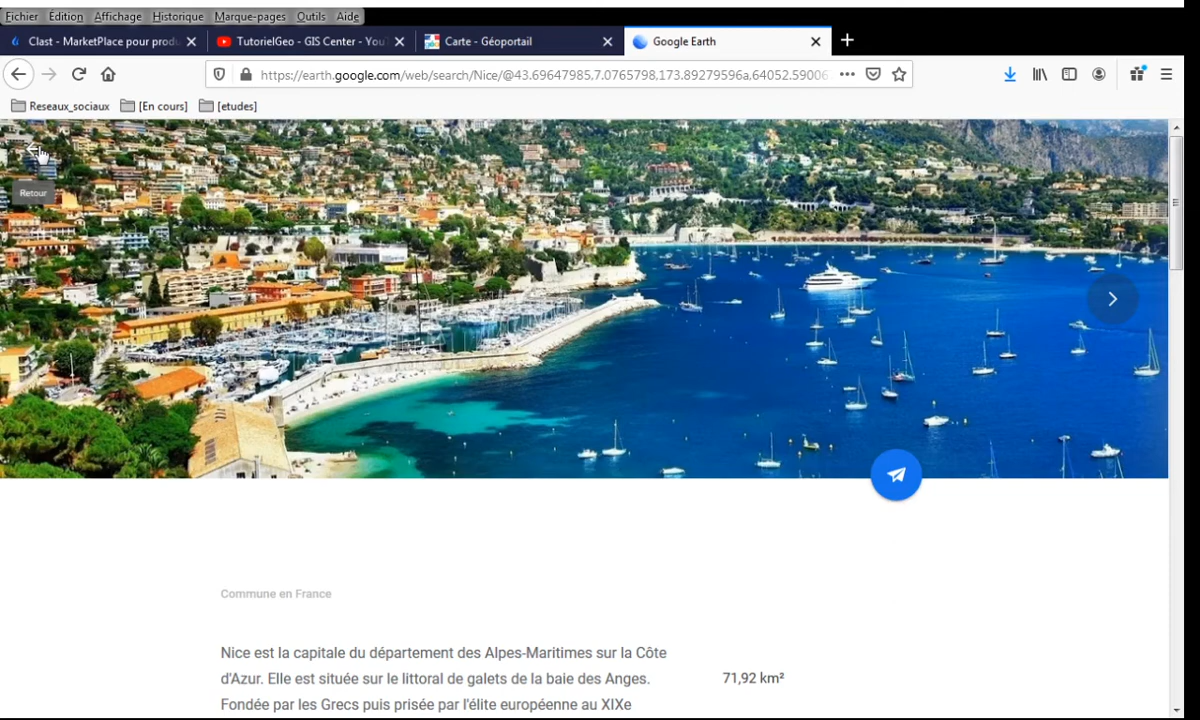 Fichier Édition Affichage Historique Marque-pages Outils Aide
Clast - MarketPlace pour produ
TutorielGeo - GIS Center - You
Carte - Géoportail
Google Earth
https://earth.google.com/web/search/Nice/@43.69647985,7.0765798,173.89279596a,64052.59006
Reseaux_sociaux [En cours] [etudes]
Retour
Commune en France
Nice est la capitale du département des Alpes-Maritimes sur la Côte
d'Azur. Elle est située sur le littoral de galets de la baie des Anges.
71,92 km²
Fondée par les Grecs puis prisée par l'élite européenne au XIXe